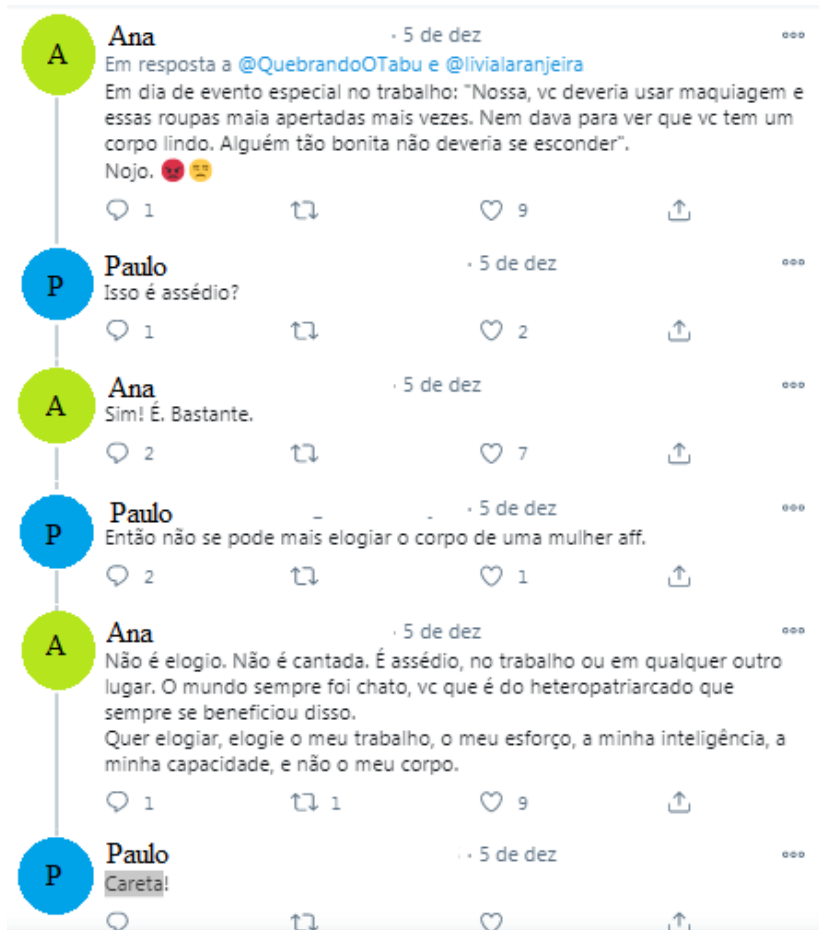 A
Ana · 5 de dez
Em resposta a @QuebrandoOTabu e @livialaranjeira
Em dia de evento especial no trabalho: "Nossa, vc deveria usar maquiagem e
essas roupas maia apertadas mais vezes. Nem dava para ver que vc tem um
corpo lindo. Alguém tão bonita não deveria se esconder".
Nojo. 😡😒
1 9
P
Paulo · 5 de dez
Isso é assédio?
1 2
A
Ana · 5 de dez
Sim! É. Bastante.
2 7
P
Paulo · 5 de dez
Então não se pode mais elogiar o corpo de uma mulher aff.
2 1
A
Ana · 5 de dez
Não é elogio. Não é cantada. É assédio, no trabalho ou em qualquer outro
lugar. O mundo sempre foi chato, vc que é do heteropatriarcado que
sempre se beneficiou disso.
Quer elogiar, elogie o meu trabalho, o meu esforço, a minha inteligência, a
minha capacidade, e não o meu corpo.
1 1 9
P
Paulo · 5 de dez
Careta!